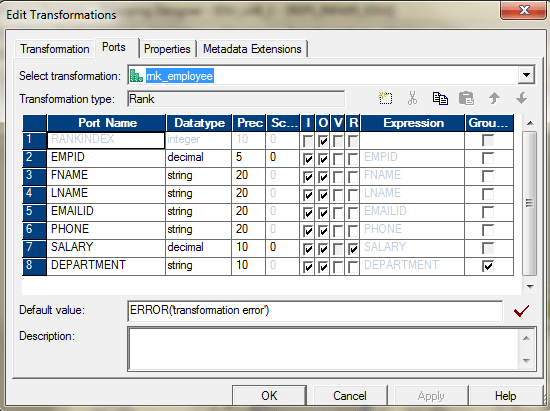 Edit Transformations
Transformation Ports Properties Metadata Extensions
Select transformation: rnk_employee
Transformation type: Rank
Port Name Datatype Prec Sc... I O V R Expression Grou...
1 RANKINDEX integer 10 0
2 EMPID decimal 5 0 EMPID
3 FNAME string 20 0 FNAME
4 LNAME string 20 0 LNAME
5 EMAILID string 20 0 EMAILID
6 PHONE string 20 0 PHONE
7 SALARY decimal 10 0 SALARY
8 DEPARTMENT string 10 0 DEPARTMENT
Default value: ERROR('transformation error')
Description:
OK Cancel Apply Help